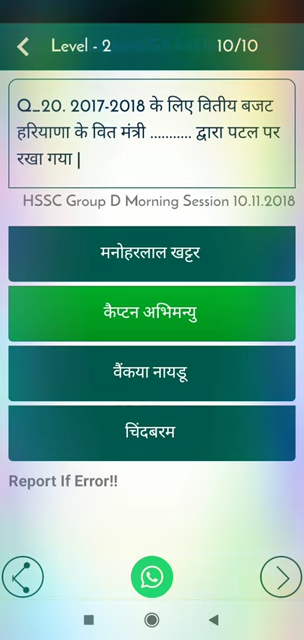 Level - 2
10/10
Q_20. 2017-2018 के लिए वितीय बजट
हरियाणा के वित मंत्री ........... द्वारा पटल पर
रखा गया |
HSSC Group D Morning Session 10.11.2018
मनोहरलाल खट्टर
कैप्टन अभिमन्यु
वैंकया नायडू
चिंदबरम
Report If Error!!